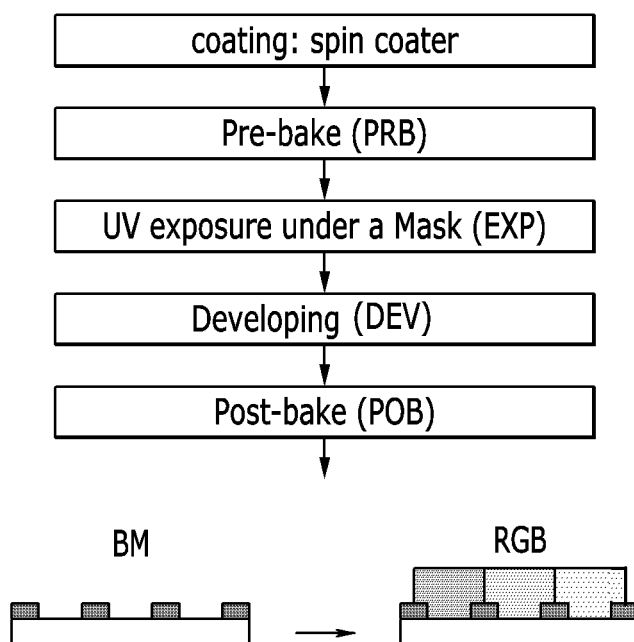 coating: spin coater
Pre-bake (PRB)
UV exposure under a Mask (EXP)
Developing (DEV)
Post-bake (POB)
BM
RGB